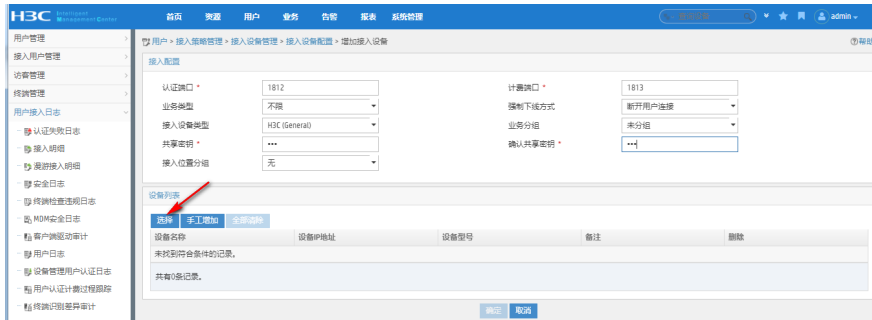 H3C Intelligent Management Center
首页 资源 用户 业务 告警 报表 系统管理
admin
用户管理
接入用户管理
访客管理
终端管理
用户接入日志
认证失败日志
接入明细
漫游接入明细
安全日志
终端检查违规日志
MDM安全日志
客户端驱动审计
用户日志
设备管理用户认证日志
用户认证计费过程跟踪
终端识别差异审计
用户 > 接入策略管理 > 接入设备管理 > 接入设备配置 > 增加接入设备
帮助
接入配置
认证端口 * 1812 计费端口 * 1813
业务类型 不限 强制下线方式 断开用户连接
接入设备类型 H3C (General) 业务分组 未分组
共享密钥 * ••• 确认共享密钥 * •••
接入位置分组 无
设备列表
选择 手工增加 全部清除
设备名称 设备IP地址 设备型号 备注 删除
未找到符合条件的记录。
共有0条记录。
确定 取消